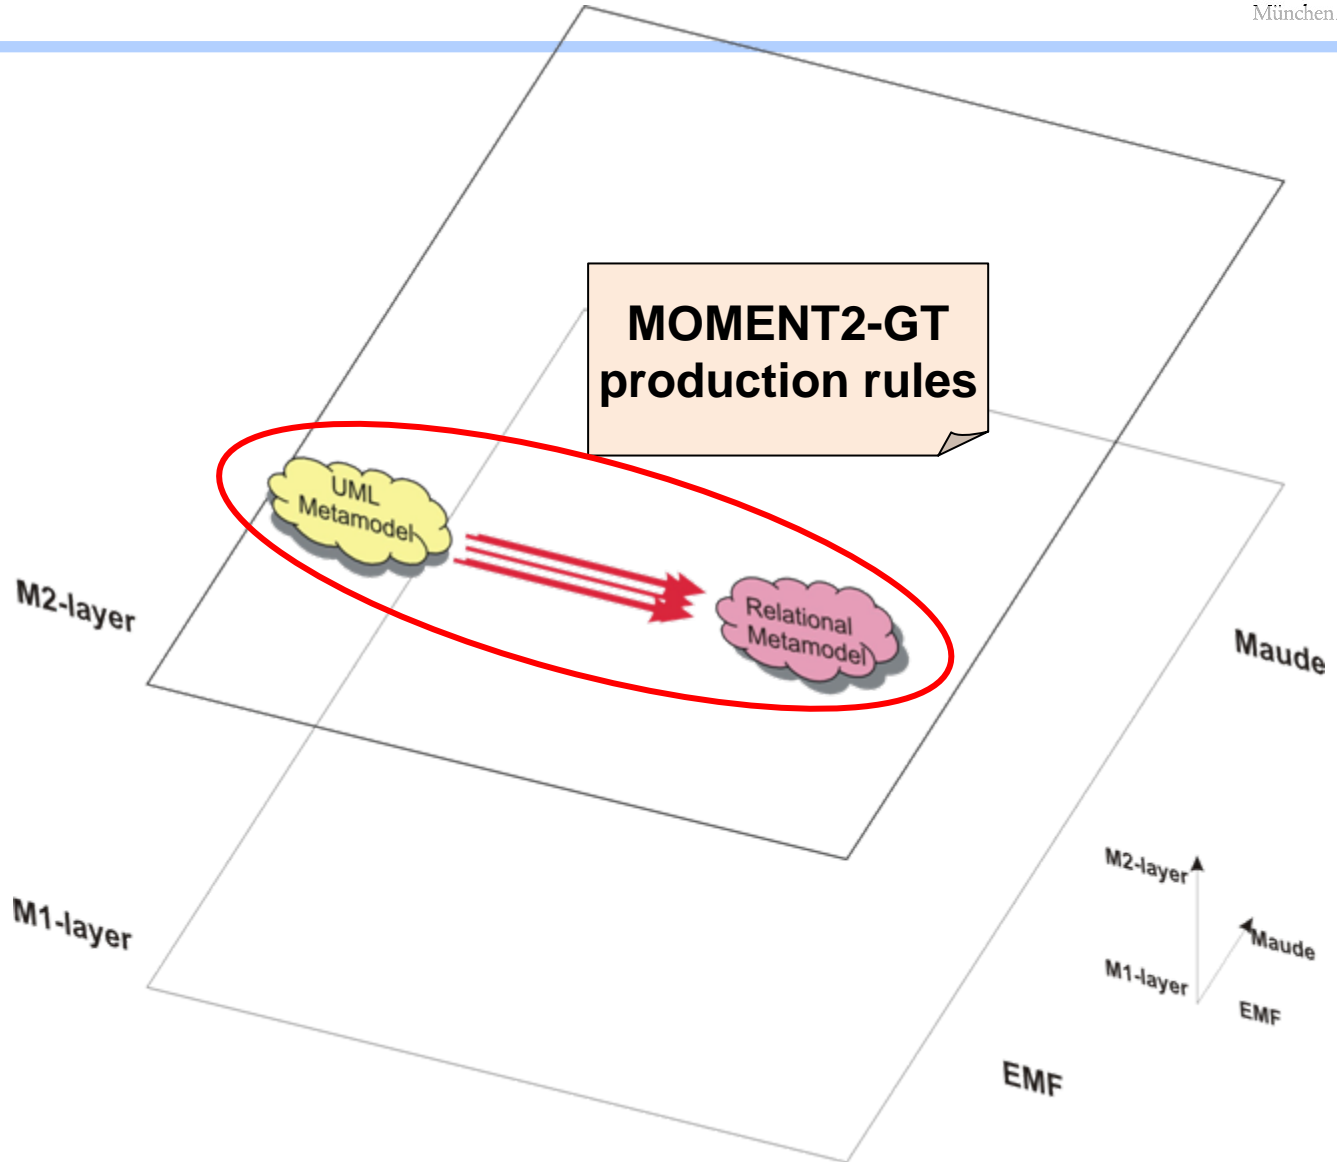 München
MOMENT2-GT
production rules
UML
Metamodel
Relational
Metamodel
M2-layer
Maude
M2-layer
Maude
M1-layer
M1-layer
EMF
EMF